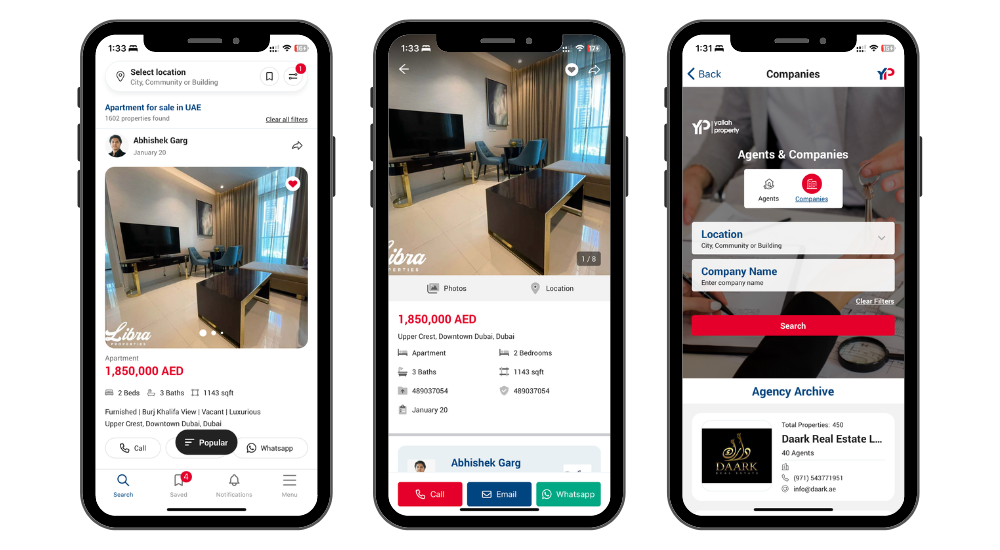 1:33
15+
Select location
City, Community or Building
1
Apartment for sale in UAE
1602 properties found
Clear all filters
Abhishek Garg
January 20
Libra
PROPERTIES
Apartment
1,850,000 AED
2 Beds
3 Baths
1143 sqft
Furnished | Burj Khalifa View | Vacant | Luxurious
Upper Crest, Downtown Dubai, Dubai
Call
Popular
Whatsapp
4
Search
Saved
Notifications
Menu
1:33
17+
ibra
PERTIES
1 / 8
Photos
Location
1,850,000 AED
Upper Crest, Downtown Dubai, Dubai
Apartment
2 Bedrooms
3 Baths
1143 sqft
489037054
489037054
January 20
Abhishek Garg
Call
Email
Whatsapp
1:31
Back
Companies
YP
YP
yallah
property
Agents & Companies
Agents
Companies
Location
City, Community or Building
Company Name
Enter company name
Clear Filters
Search
Agency Archive
DAARK
REAL ESTATE
Total Properties. 450
Daark Real Estate L...
40 Agents
(971) 543771951
info@daark.ae